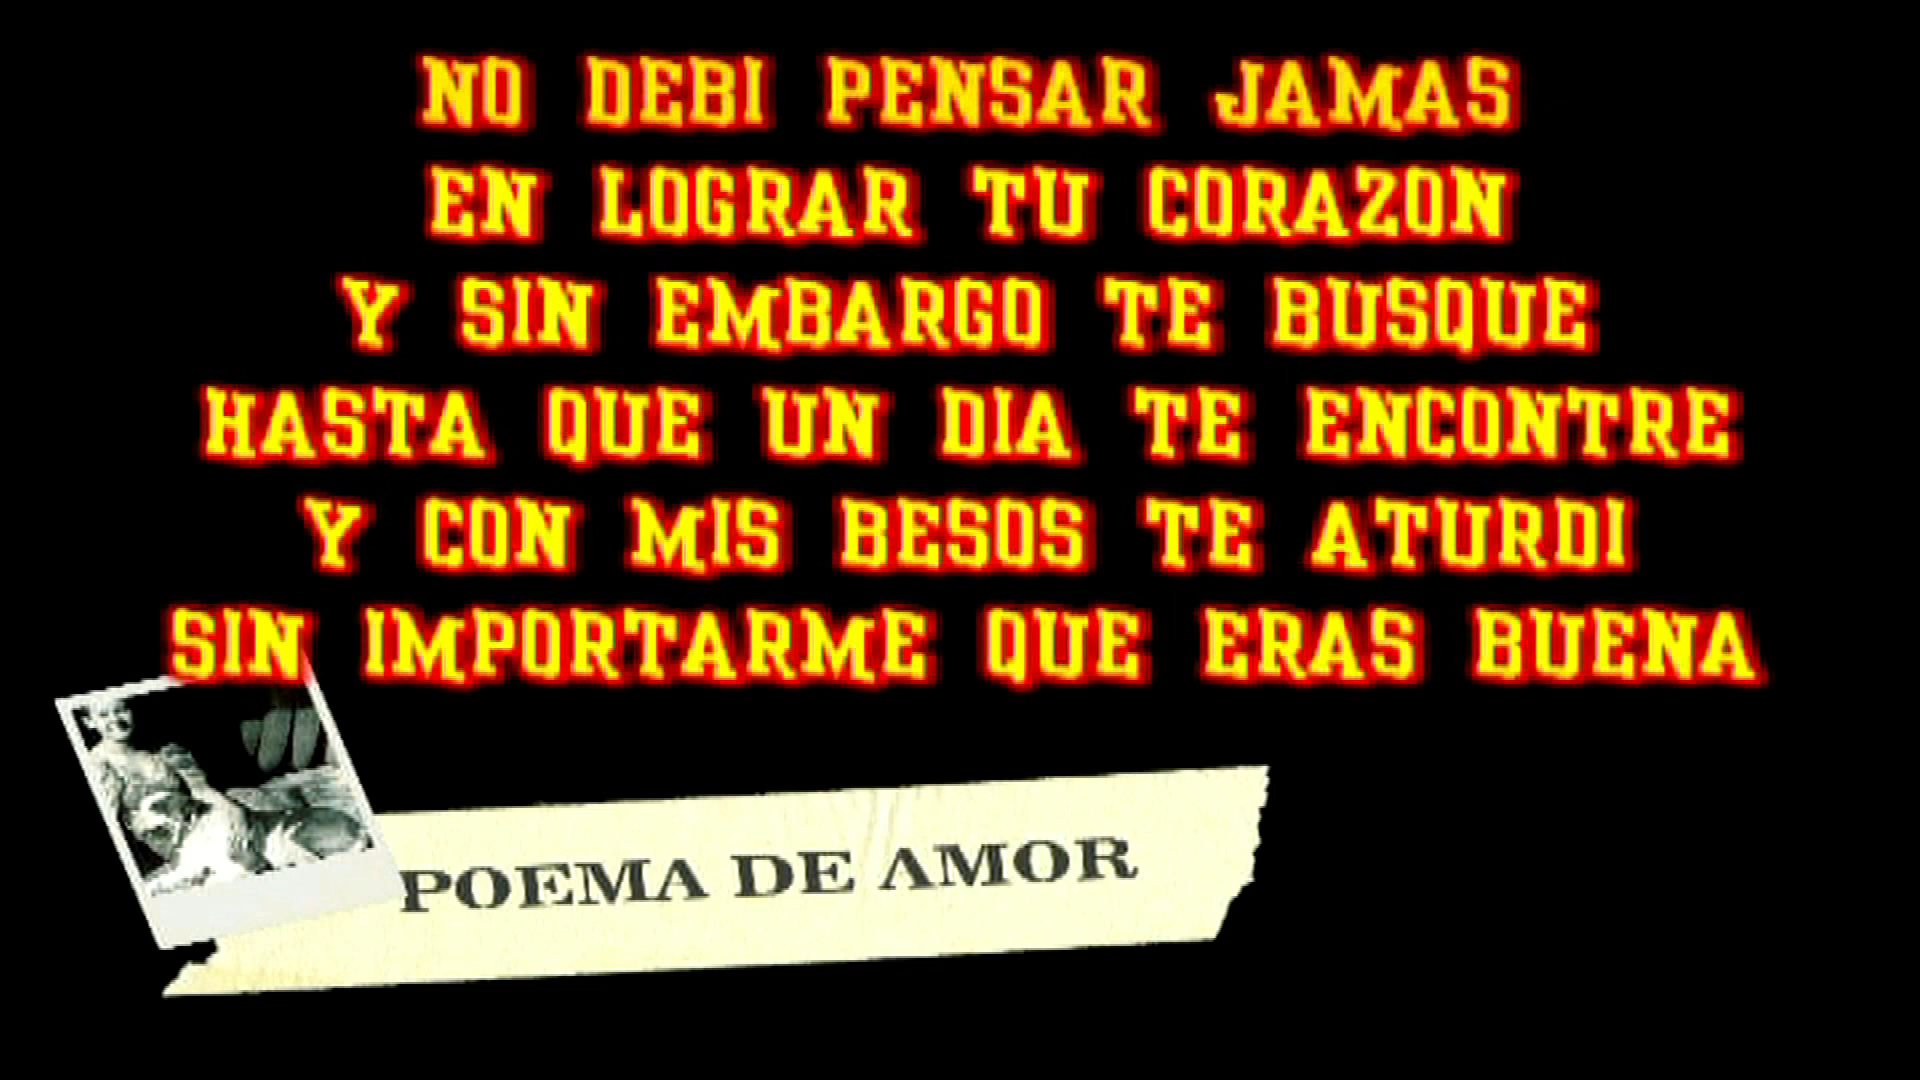 NO DEBI PENSAR JAMAS
EN LOGRAR TU CORAZON
Y SIN EMBARGO TE BUSQUE
HASTA QUE UN DIA TE ENCONTRE
Y CON MIS BESOS TE ATURDI
SIN IMPORTARME QUE ERAS BUENA
POEMA DE AMOR